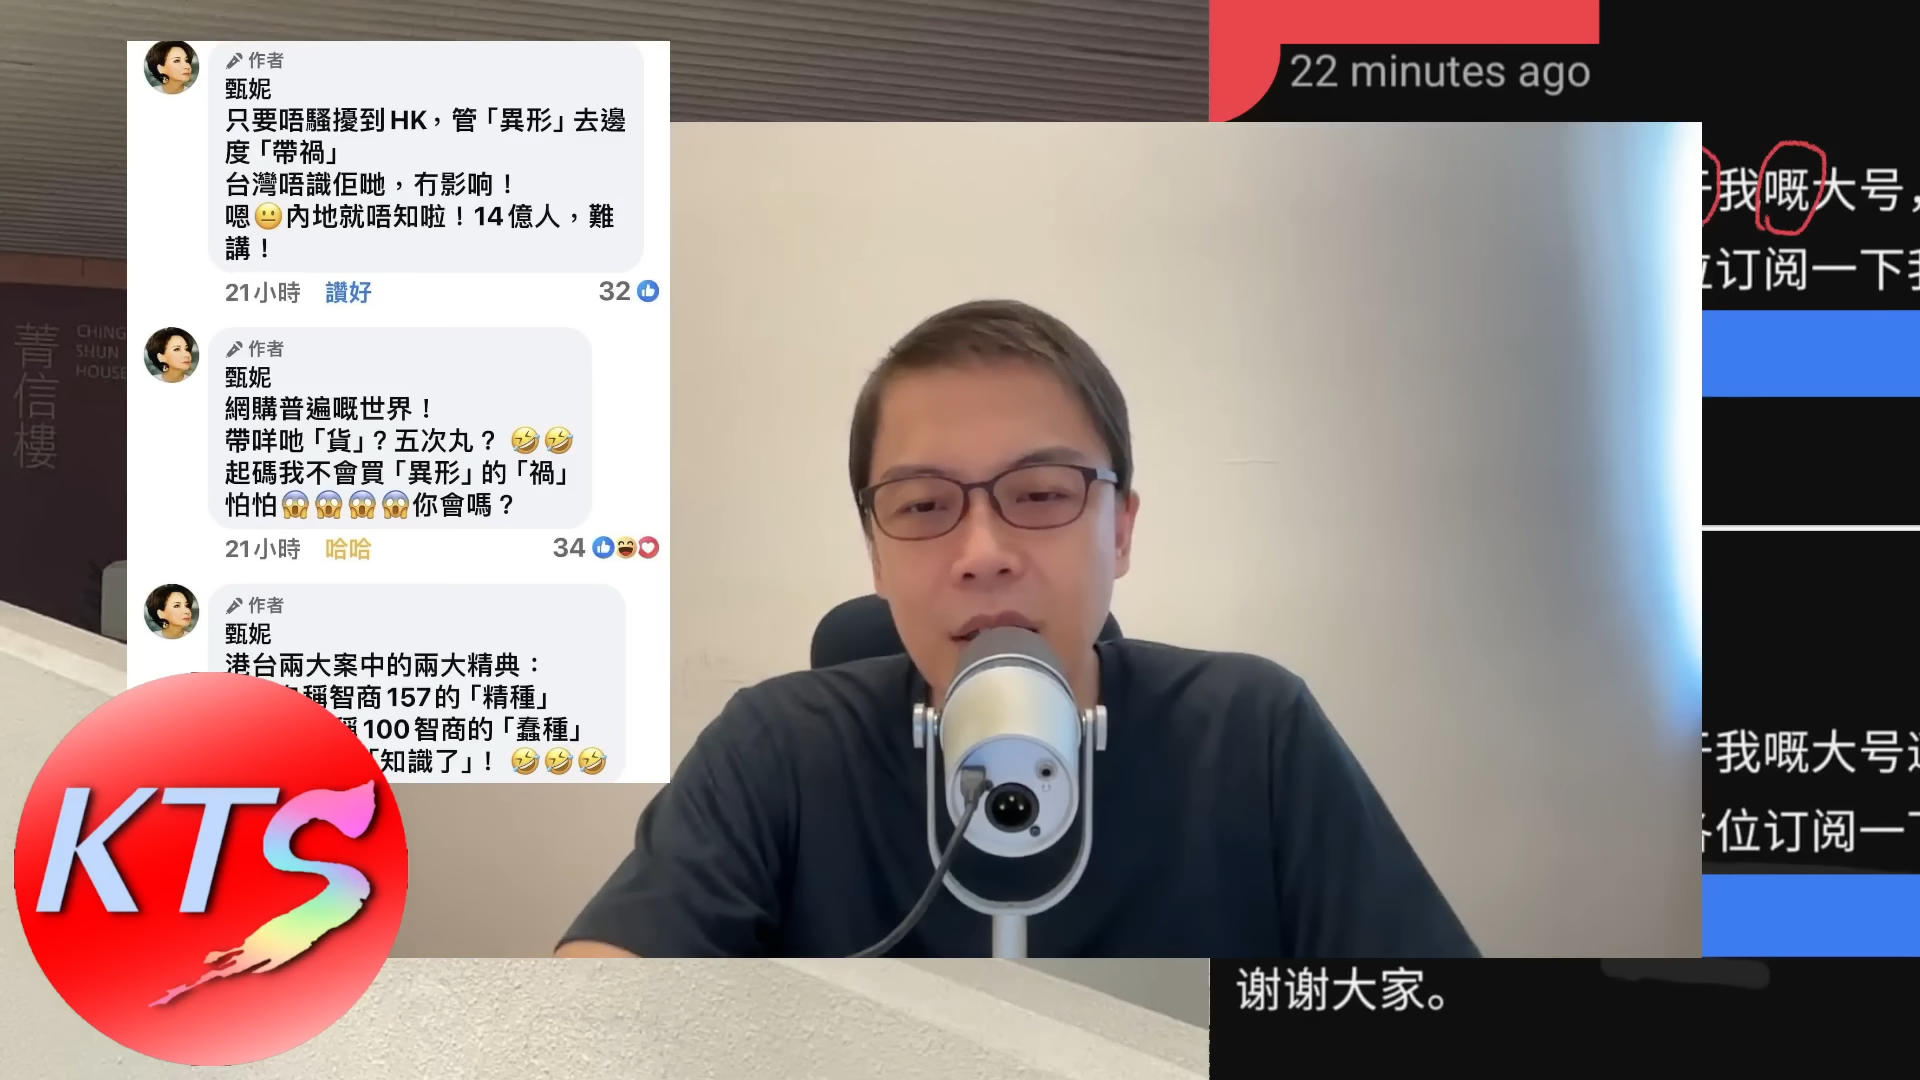 作者
甄妮
只要唔騷擾到HK，管「異形」去邊
度「帶禍」
台灣唔識佢哋，冇影响！
嗯😐內地就唔知啦！14億人，難
講！
21小時 讚好 32
作者
甄妮
網購普遍嘅世界！
帶咩吔「貨」？五次丸？🤣🤣
起碼我不會買「異形」的「禍」
怕怕😱😱😱😱你會嗎？
21小時 哈哈 34
作者
甄妮
港台兩大案中的兩大精典：
稱智商157的「精種」
100智商的「蠢種」
「知識了」！🤣🤣🤣
KTS
菁信樓
CHING
SHUN
HOUSE
22 minutes ago
我嘅大号，
位订阅一下
我嘅大号
位订阅一
谢谢大家。